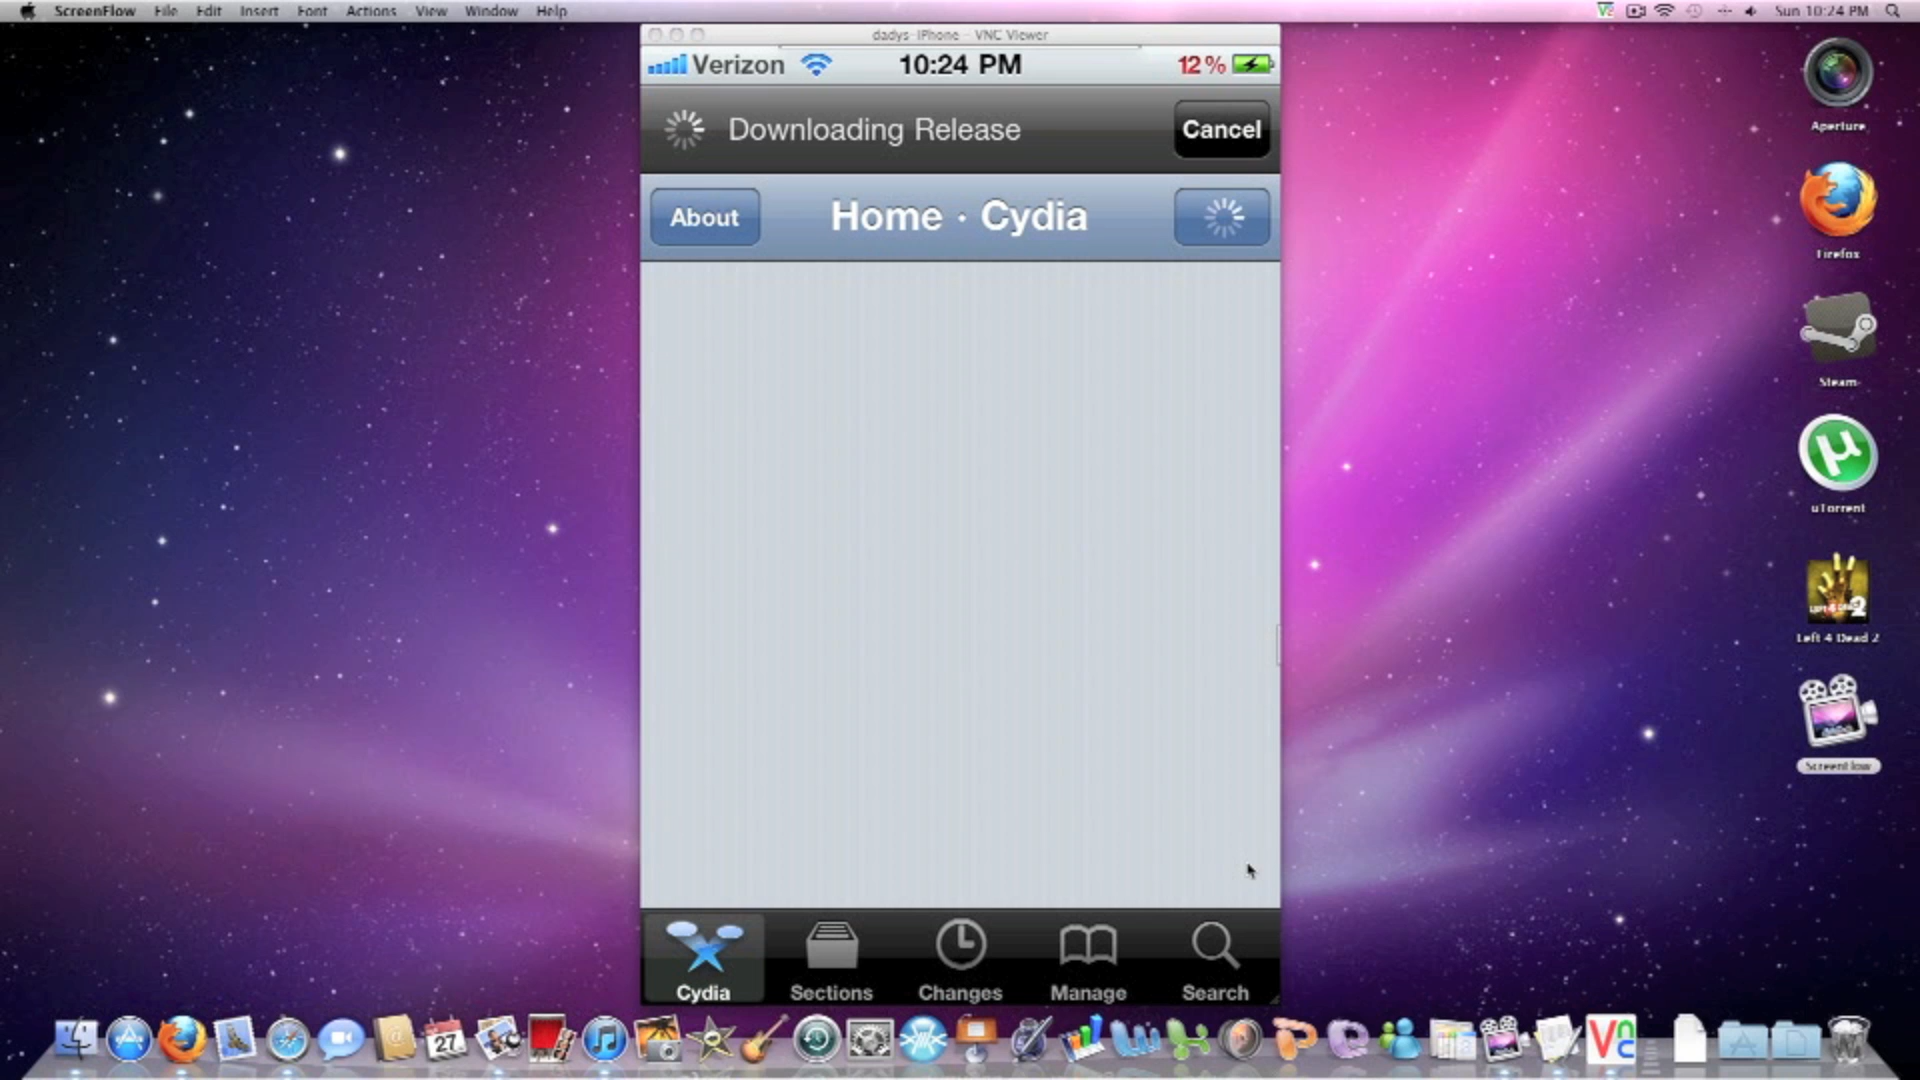 ScreenFlow File Edit Insert Font Actions View Window Help
Sun 10:24 PM
dadys-iPhone - VNC Viewer
Verizon 10:24 PM 12%
Downloading Release Cancel
About Home · Cydia
Cydia Sections Changes Manage Search
Aperture
Firefox
Steam
µTorrent
Left 4 Dead 2
ScreenFlow
27